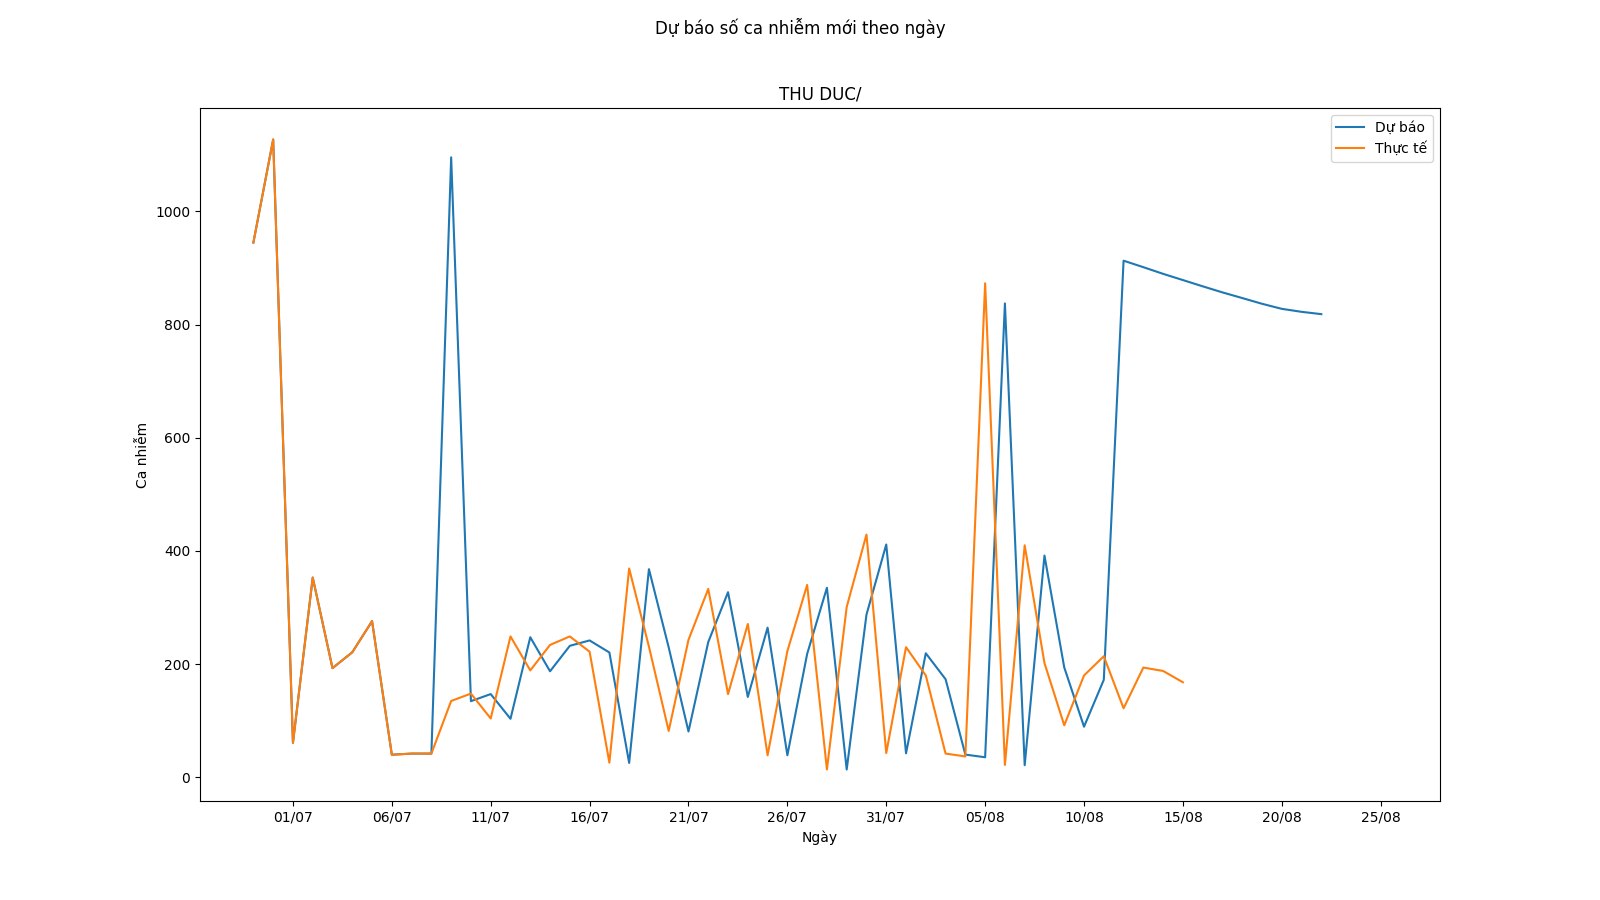 Dự báo số ca nhiễm mới theo ngày
THU DUC/
Dự báo
Thực tế
Ca nhiễm
1000
800
600
400
200
0
01/07 06/07 11/07 16/07 21/07 26/07 31/07 05/08 10/08 15/08 20/08 25/08
Ngày